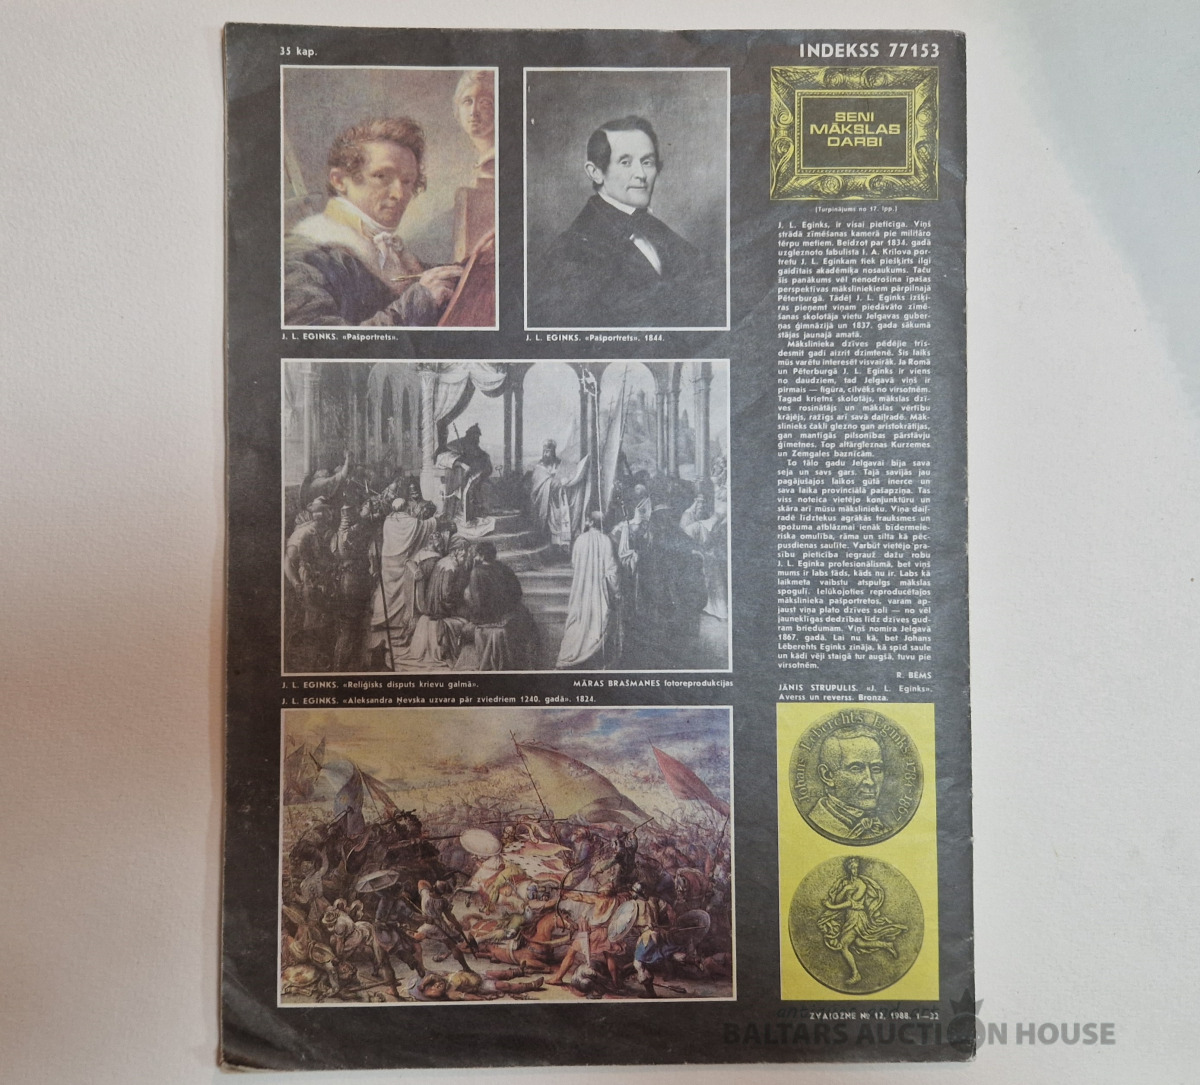 35 kap.
INDEKSS 77153
SENI
MĀKSLAS
DARBI
(Turpinājums no 17. lpp.)
J. L. EGINKS. «Pašportrets».
J. L. EGINKS. «Pašportrets». 1844.
J. L. Eginks, ir visai pieticīga. Viņš
strādā zīmēšanas kamerā pie militāro
tērpu metiem. Beidzot par 1834. gadā
uzgleznoto fabulista I. A. Krilova por-
tretu J. L. Eginkam tiek piešķirts ilgi
gaidītais akadēmiķa nosaukums. Taču
šis panākums vēl nenodrošina īpašas
perspektīvas māksliniekiem pārpilnajā
Pēterburgā. Tādēļ J. L. Eginks izšķi-
ras pieņemt viņam piedāvāto zīmē-
šanas skolotāja vietu Jelgavas guber-
ņas ģimnāzijā un 1837. gada sākumā
stājas jaunajā amatā.
Mākslinieka dzīves pēdējie trīs-
desmit gadi aizrit dzimtenē. Šis laiks
mūs varētu interesēt visvairāk. Ja Romā
un Pēterburgā J. L. Eginks ir viens
no daudziem, tad Jelgavā viņš ir
pirmais — figūra, cilvēks no virsotnēm.
Tagad krietns skolotājs, mākslas dzī-
ves rosinātājs un mākslas vērtību
krājējs, ražīgs arī savā daiļradē. Māk-
slinieks čakli glezno gan aristokrātijas,
gan mantīgās pilsonības pārstāvju
ģīmetnes. Top altārgleznas Kurzemes
un Zemgales baznīcām.
To tālo gadu Jelgavai bija sava
seja un savs gars. Tajā savijās jau
pagājušajos laikos gūtā inerce un
sava laika provinciālā pašapziņa. Tas
viss noteica vietējo konjunktūru un
skāra arī mūsu mākslinieku. Viņa daiļ-
radē līdztekus agrākās trauksmes un
spožuma atblāzmai ienāk bīdermeie-
riska omulība, rāma un silta kā pēc-
pusdienas saulīte. Varbūt vietējo pra-
sību pieticība iegrauž dažu robu
J. L. Eginka profesionālismā, bet viņš
mums ir labs tāds, kāds nu ir. Labs kā
laikmeta vaibstu atspulgs mākslas
spogulī. Ielūkojoties reproducētajos
mākslinieka pašportretos, varam ap-
jaust viņa plato dzīves soli — no vēl
jauneklīgas dedzības līdz dzīves gud-
ram briedumam. Viņš nomira Jelgavā
1867. gadā. Lai nu kā, bet Johans
Lēberehts Eginks zināja, kā spīd saule
un kādi vēji staigā tur augšā, tuvu pie
virsotnēm.
R. BĒMS
JĀNIS STRUPULIS. «J. L. Eginks».
Averss un reverss. Bronza.
J. L. EGINKS. «Reliģisks disputs krievu galmā».
MĀRAS BRAŠMANES fotoreprodukcijas
J. L. EGINKS. «Aleksandra Ņevska uzvara pār zviedriem 1240. gadā». 1824.
Johans Lēberehts Eginks 1784-1867
ZVAIGZNE № 12, 1988. 1—32
BALTARS AUCTION HOUSE